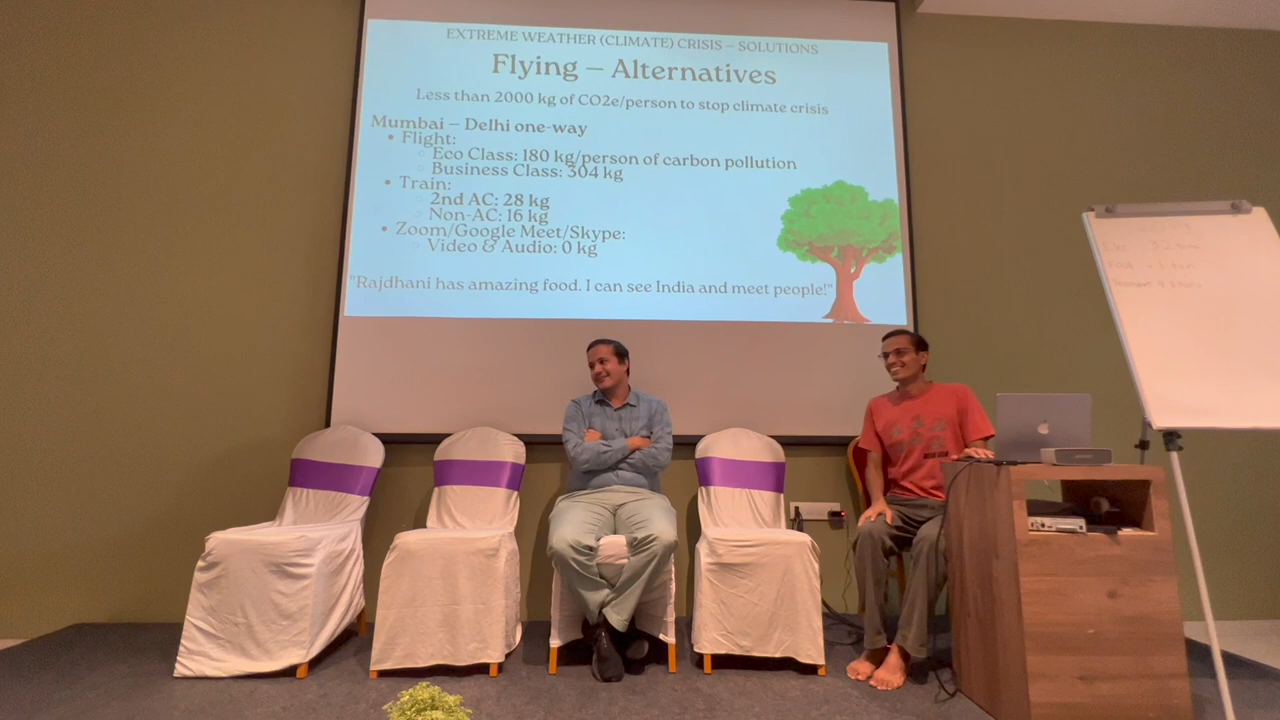 EXTREME WEATHER (CLIMATE) CRISIS – SOLUTIONS
Flying – Alternatives
Less than 2000 kg of CO2e/person to stop climate crisis
Mumbai – Delhi one-way
• Flight:
◦ Eco Class: 180 kg/person of carbon pollution
◦ Business Class: 304 kg
• Train:
◦ 2nd AC: 28 kg
◦ Non-AC: 16 kg
• Zoom/Google Meet/Skype:
◦ Video & Audio: 0 kg
"Rajdhani has amazing food. I can see India and meet people!"